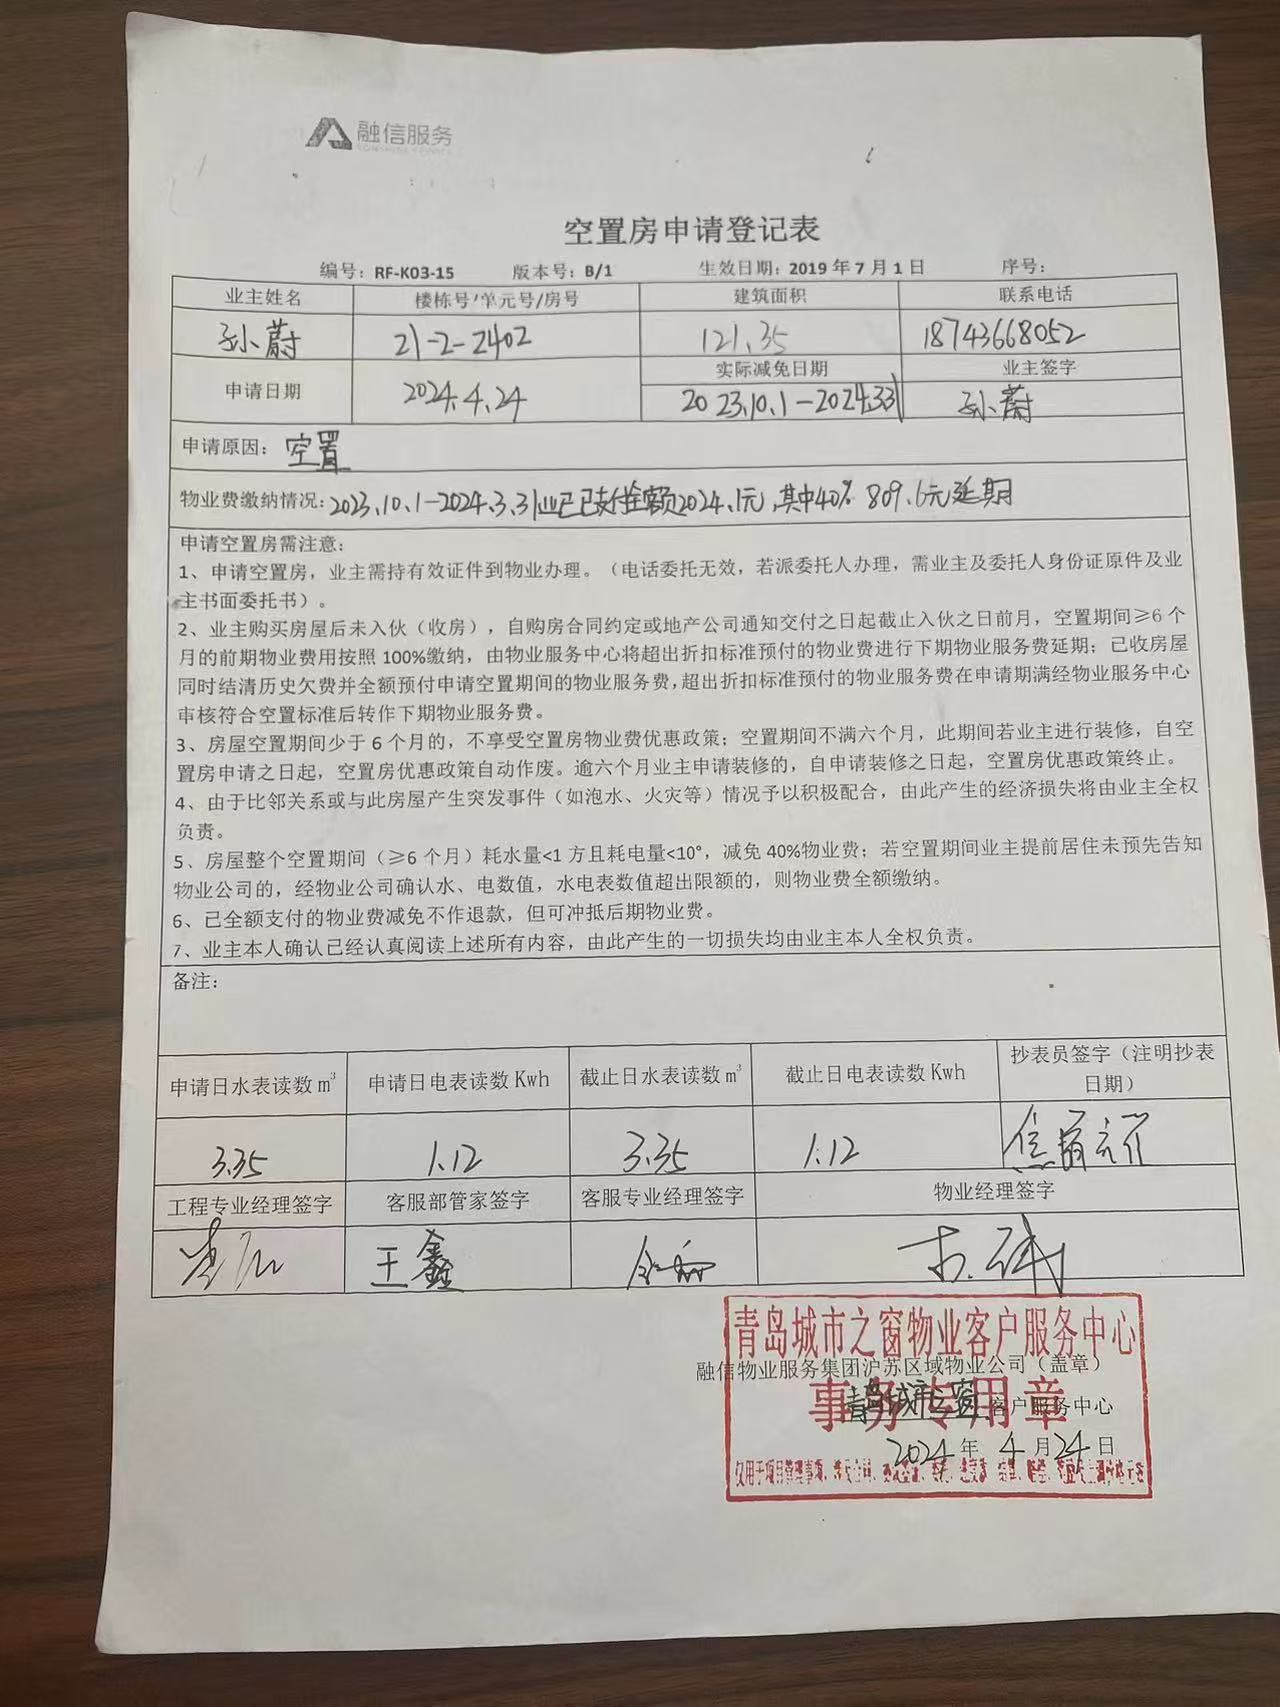 融信服务
空置房申请登记表
编号：RF-K03-15 版本号：B/1 生效日期：2019年7月1日 序号：
业主姓名 楼栋号/单元号/房号 建筑面积 联系电话
孙蔚 21-2-2402 121.35 18743668052
申请日期 2024.4.24 实际减免日期 业主签字
2023.10.1-2024.3.31 孙蔚
申请原因：空置
物业费缴纳情况：2023.10.1-2024.3.31业已已支付金额2024.1元，其中40% 809.6元延期
申请空置房需注意：
1、申请空置房，业主需持有效证件到物业办理。（电话委托无效，若派委托人办理，需业主及委托人身份证原件及业
主书面委托书）。
2、业主购买房屋后未入伙（收房），自购房合同约定或地产公司通知交付之日起截止入伙之日前月，空置期间≥6个
月的前期物业费用按照100%缴纳，由物业服务中心将超出折扣标准预付的物业费进行下期物业服务费延期；已收房屋
同时结清历史欠费并全额预付申请空置期间的物业服务费，超出折扣标准预付的物业服务费在申请期满经物业服务中心
审核符合空置标准后转作下期物业服务费。
3、房屋空置期间少于6个月的，不享受空置房物业费优惠政策；空置期间不满六个月，此期间若业主进行装修，自空
置房申请之日起，空置房优惠政策自动作废。逾六个月业主申请装修的，自申请装修之日起，空置房优惠政策终止。
4、由于比邻关系或与此房屋产生突发事件（如泡水、火灾等）情况予以积极配合，由此产生的经济损失将由业主全权
负责。
5、房屋整个空置期间（≥6个月）耗水量<1方且耗电量<10°，减免40%物业费；若空置期间业主提前居住未预先告知
物业公司的，经物业公司确认水、电数值，水电表数值超出限额的，则物业费全额缴纳。
6、已全额支付的物业费减免不作退款，但可冲抵后期物业费。
7、业主本人确认已经认真阅读上述所有内容，由此产生的一切损失均由业主本人全权负责。
备注：
申请日水表读数m³ 申请日电表读数Kwh 截止日水表读数m³ 截止日电表读数Kwh 抄表员签字（注明抄表
日期）
3.35 1.12 3.35 1.12
工程专业经理签字 客服部管家签字 客服专业经理签字 物业经理签字
王鑫
青岛城市之窗物业客户服务中心
融信物业服务集团沪苏区域物业公司（盖章）
事务专用章
青岛城市之窗 客户服务中心
2024年4月24日
仅用于项目管理事项